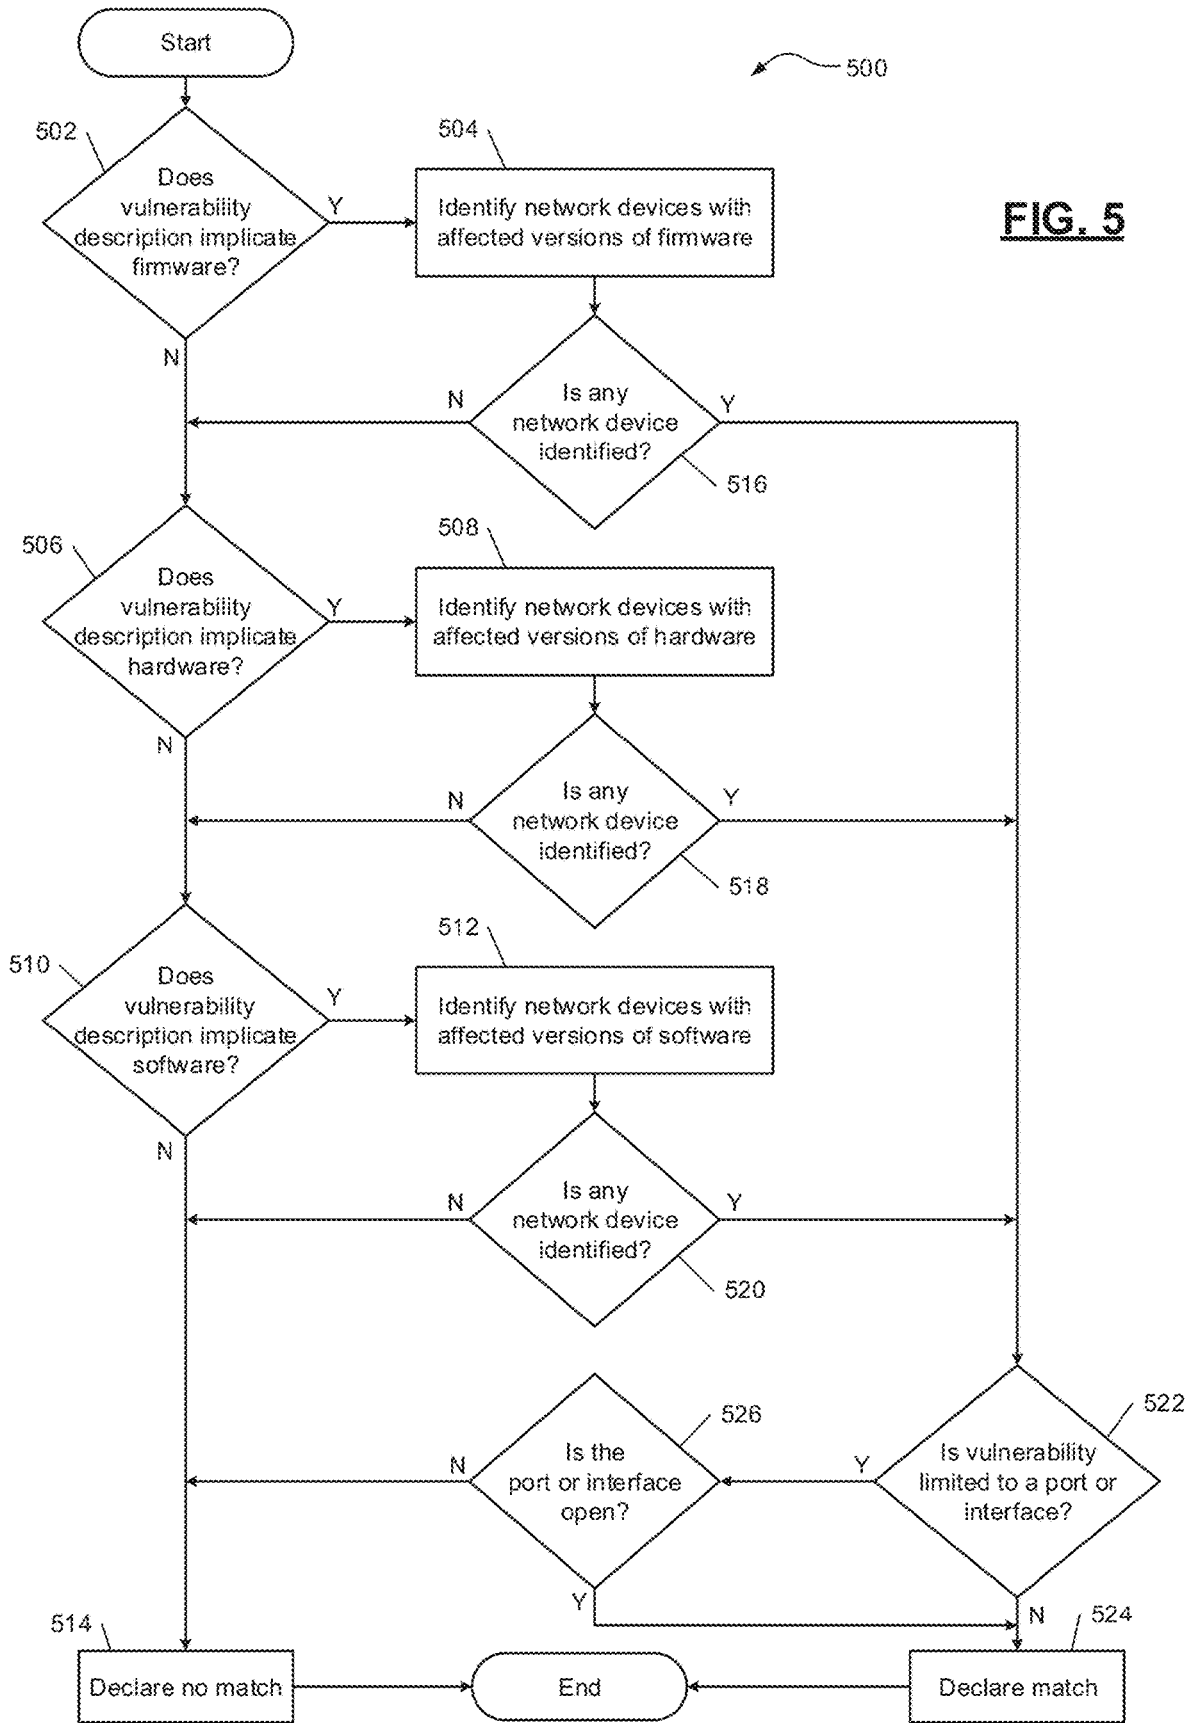 Start
500
502
504
Does
vulnerability
description implicate
firmware?
Y
Identify network devices with
affected versions of firmware
FIG. 5
N
Is any
network device
identified?
N
Y
516
506
508
Does
vulnerability
description implicate
hardware?
Y
Identify network devices with
affected versions of hardware
N
Is any
network device
identified?
N
Y
518
510
512
Does
vulnerability
description implicate
software?
Y
Identify network devices with
affected versions of software
N
Is any
network device
identified?
N
Y
520
522
526
Is the
port or interface
open?
N
Y
Is vulnerability
limited to a port or
interface?
Y
N
514
524
Declare no match
End
Declare match